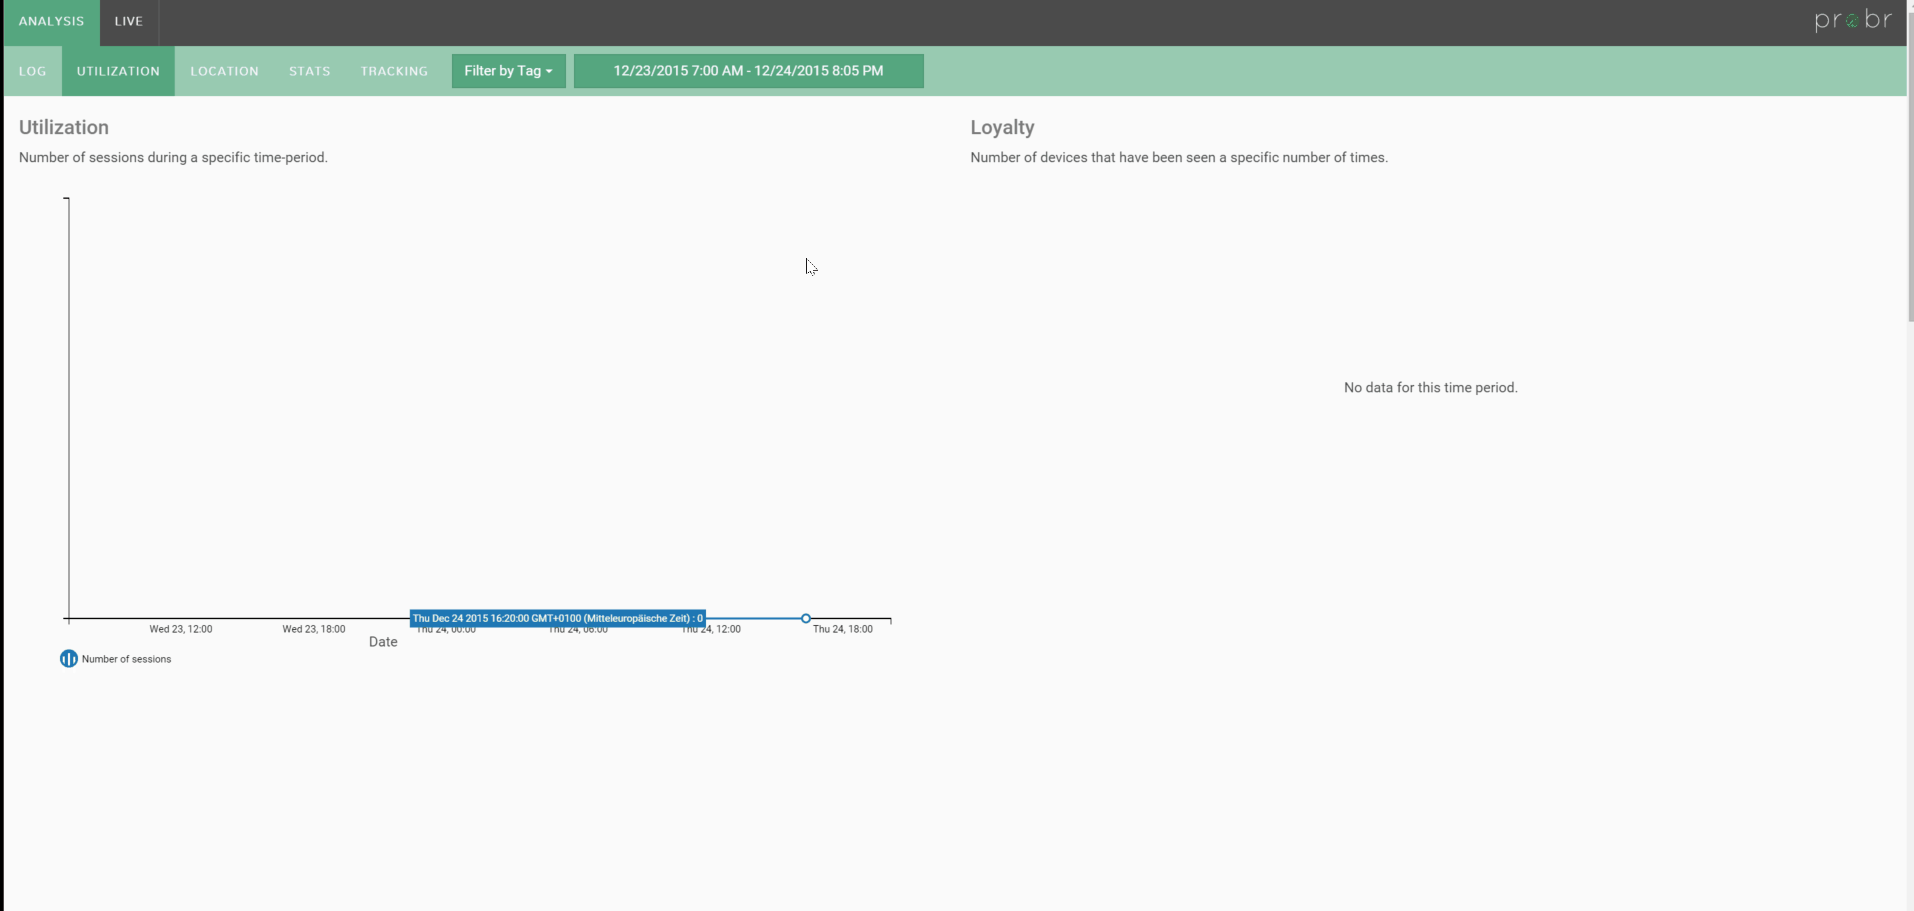 ANALYSIS LIVE probr
LOG UTILIZATION LOCATION STATS TRACKING Filter by Tag 12/23/2015 7:00 AM - 12/24/2015 8:05 PM
Utilization
Number of sessions during a specific time-period.
Loyalty
Number of devices that have been seen a specific number of times.
No data for this time period.
Thu Dec 24 2015 16:20:00 GMT+0100 (Mitteleuropäische Zeit) : 0
Wed 23, 12:00 Wed 23, 18:00 Thu 24, 00:00 Thu 24, 06:00 Thu 24, 12:00 Thu 24, 18:00
Date
Number of sessions